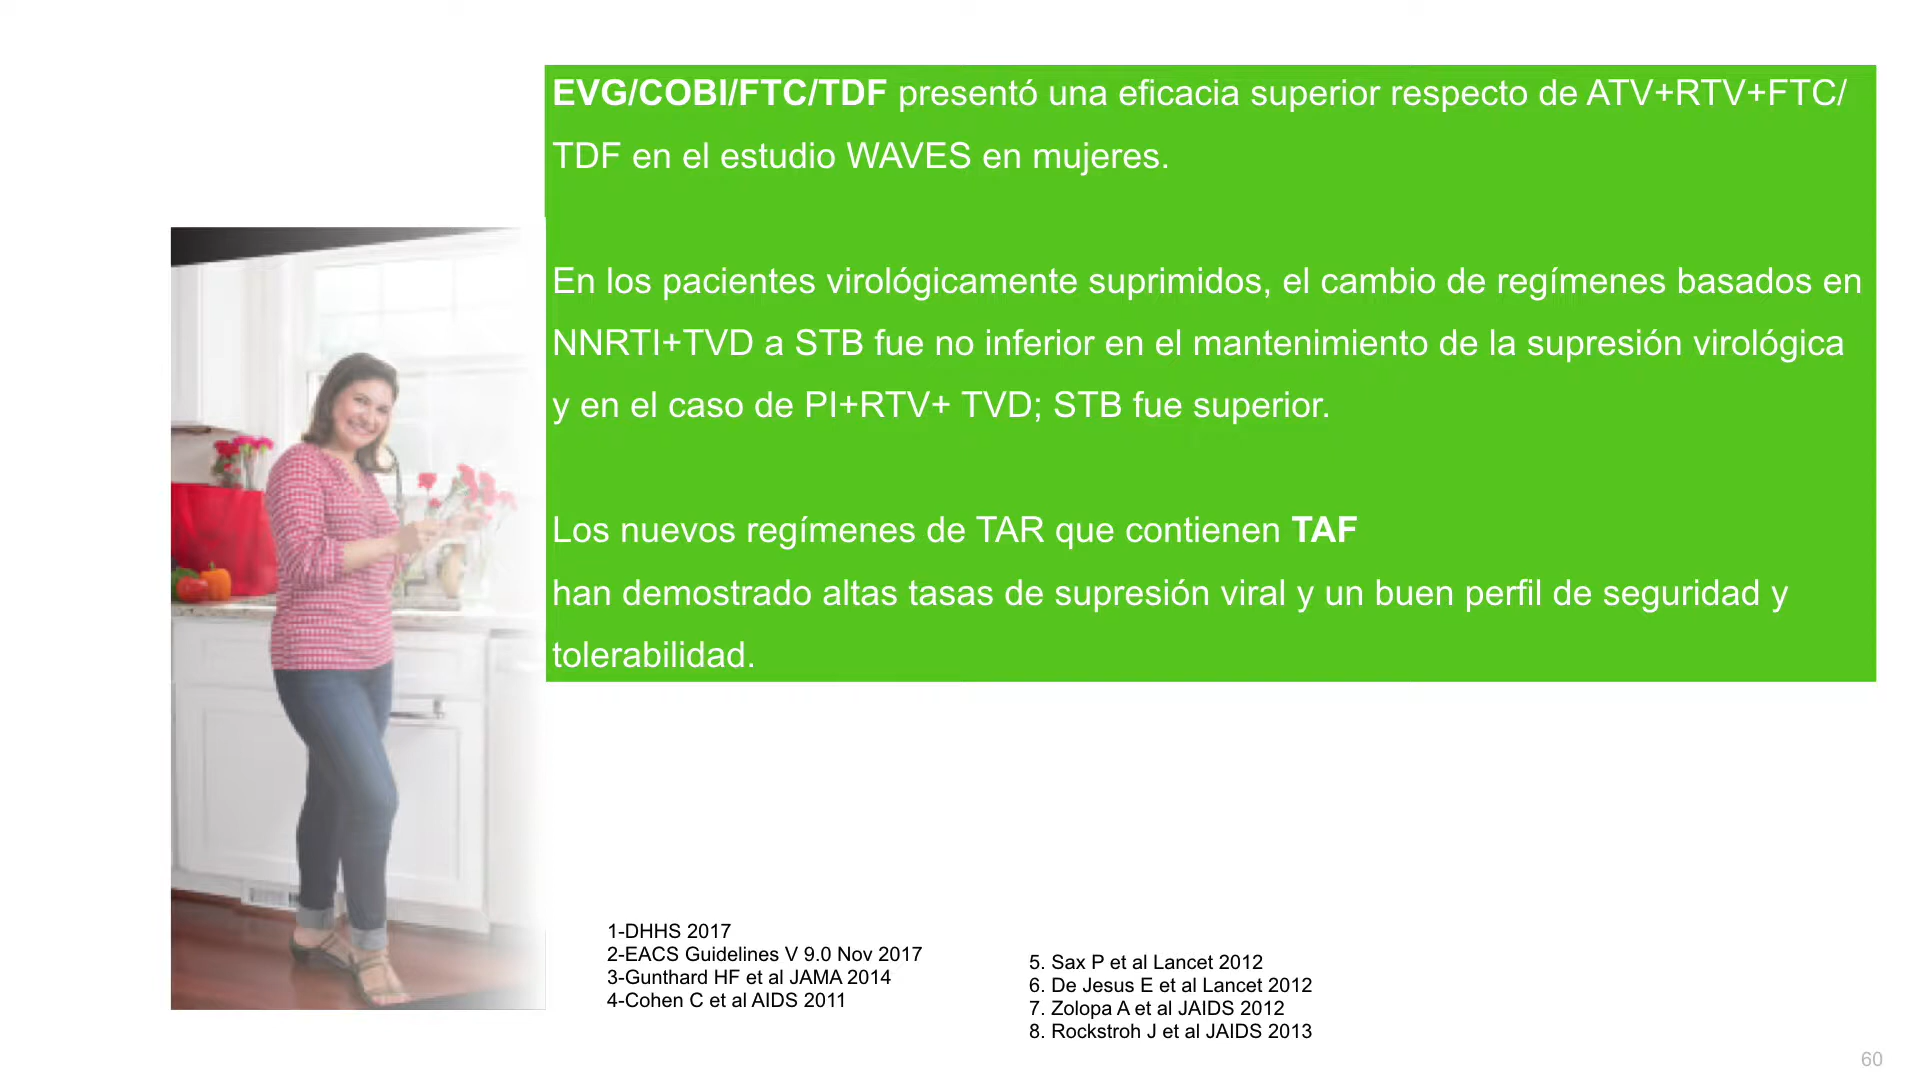 EVG/COBI/FTC/TDF presentó una eficacia superior respecto de ATV+RTV+FTC/
TDF en el estudio WAVES en mujeres.
En los pacientes virológicamente suprimidos, el cambio de regímenes basados en
NNRTI+TVD a STB fue no inferior en el mantenimiento de la supresión virológica
y en el caso de PI+RTV+ TVD; STB fue superior.
Los nuevos regímenes de TAR que contienen TAF
han demostrado altas tasas de supresión viral y un buen perfil de seguridad y
tolerabilidad.
1-DHHS 2017
2-EACS Guidelines V 9.0 Nov 2017
3-Gunthard HF et al JAMA 2014
4-Cohen C et al AIDS 2011
5. Sax P et al Lancet 2012
6. De Jesus E et al Lancet 2012
7. Zolopa A et al JAIDS 2012
8. Rockstroh J et al JAIDS 2013
60